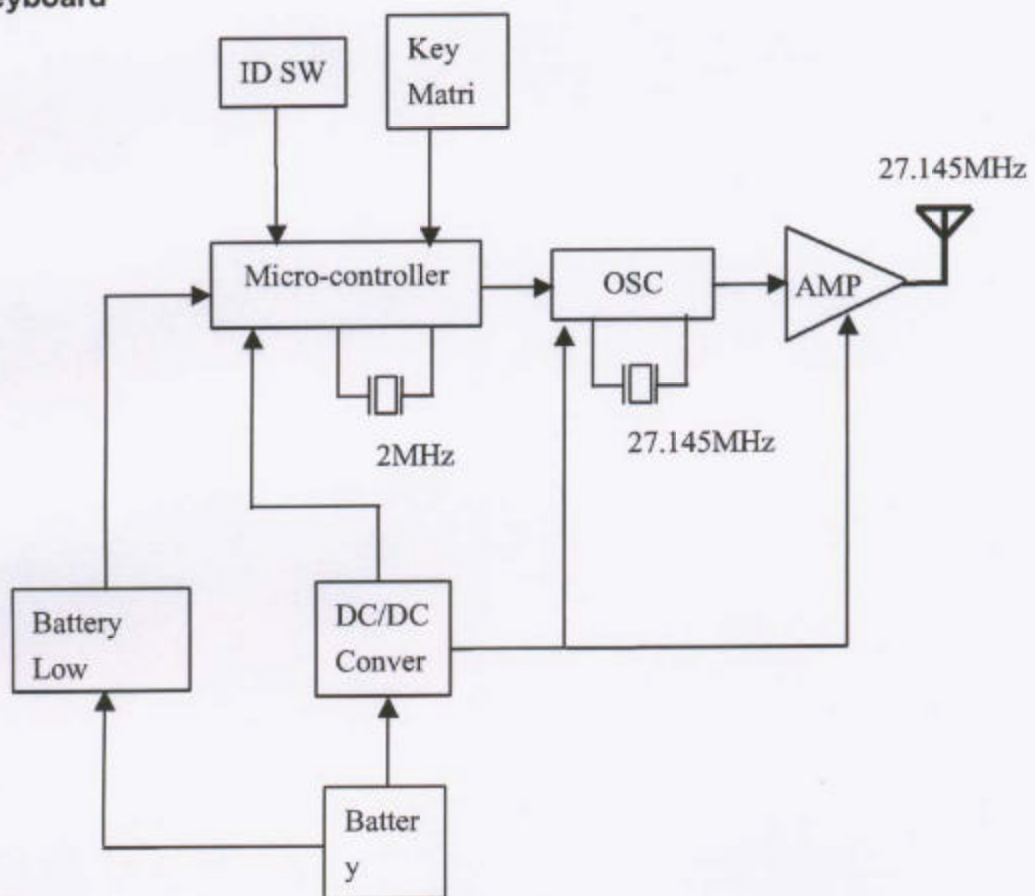 eyboard
ID SW
Key
Matri
27.145MHz
Micro-controller
OSC
AMP
2MHz
27.145MHz
Battery
Low
DC/DC
Conver
Batter
y